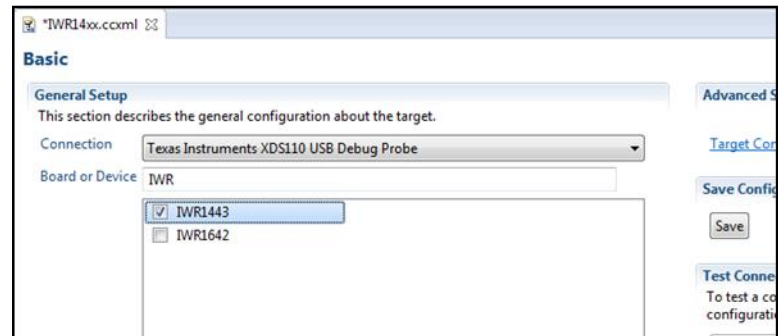 *IWR14xx.ccxml
Basic
General Setup
This section describes the general configuration about the target.
Connection
Texas Instruments XDS110 USB Debug Probe
Board or Device
IWR
IWR1443
IWR1642
Advanced S
Target Con
Save Config
Save
Test Conne
To test a co
configurati